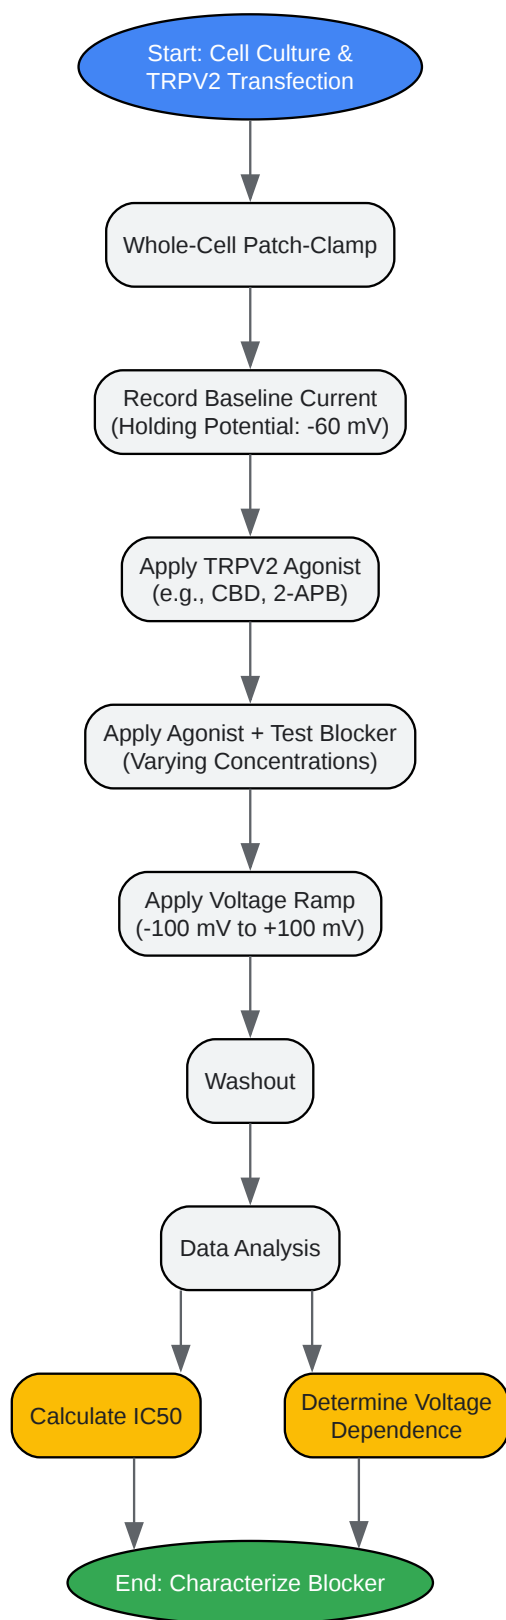 Start: Cell Culture &
TRPV2 Transfection
Whole-Cell Patch-Clamp
Record Baseline Current
(Holding Potential: -60 mV)
Apply TRPV2 Agonist
(e.g., CBD, 2-APB)
Apply Agonist + Test Blocker
(Varying Concentrations)
Apply Voltage Ramp
(-100 mV to +100 mV)
Washout
Data Analysis
Calculate IC50
Determine Voltage
Dependence
End: Characterize Blocker